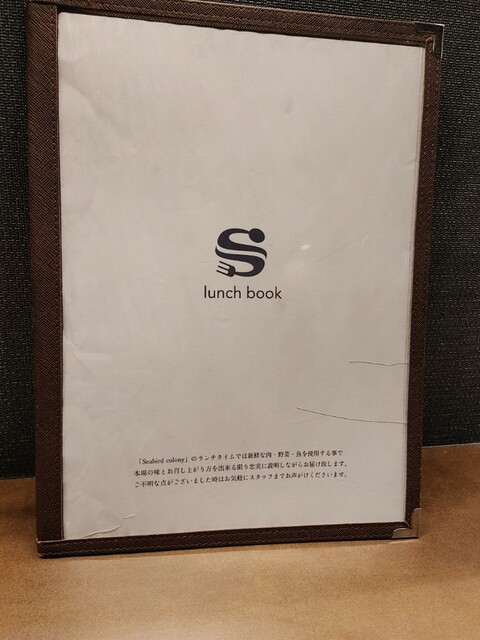 S
lunch book
「Seabird colony」のランチタイムでは新鮮な肉・野菜・魚を使用する事で
本場の味とお召し上がり方を出来る限り忠実に説明しながらお届け致します。
ご不明な点がございました時はお気軽にスタッフまでお声がけくださいませ。